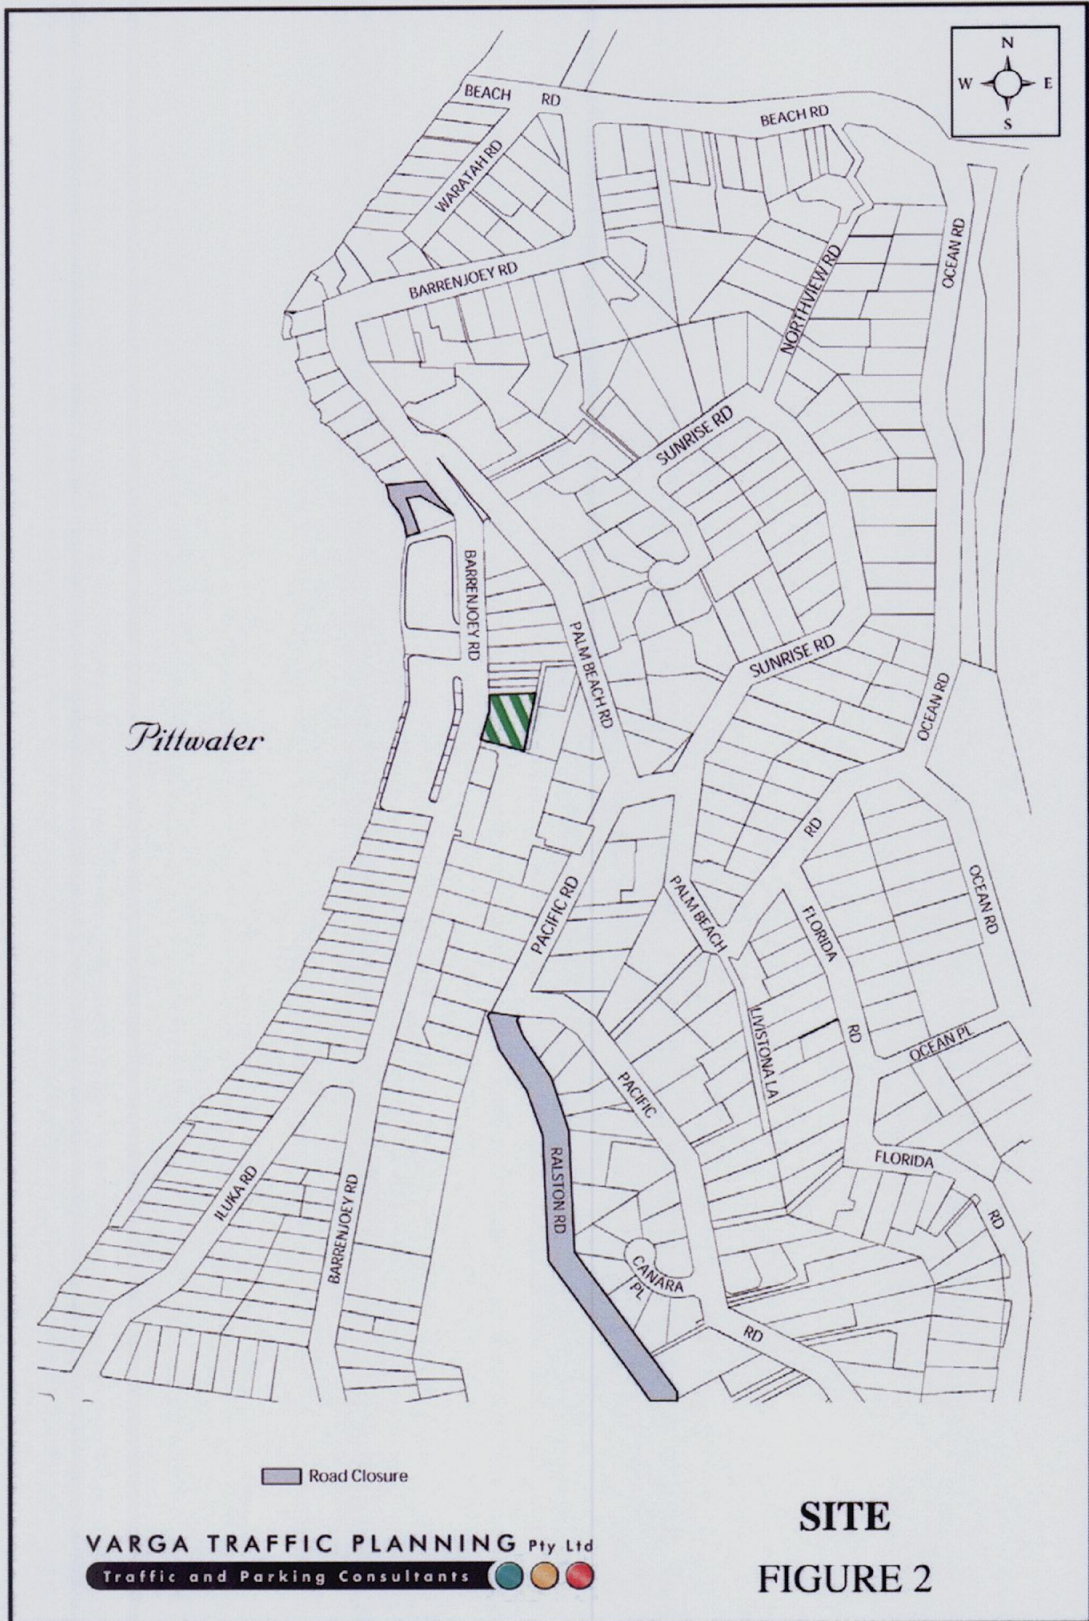 N
W E
S
BEACH RD
BEACH RD
WARATAH RD
OCEAN RD
NORTHVIEW RD
BARRENJOEY RD
SUNRISE RD
BARRENJOEY RD
PALM BEACH RD
SUNRISE RD
OCEAN RD
Pittwater
RD
PACIFIC RD
PALM BEACH
FLORIDA
OCEAN RD
LIVISTONA LA
RD
OCEAN PL
PACIFIC
FLORIDA
RALSTON RD
ILUKA RD
BARRENJOEY RD
RD
CANARA
PL
RD
Road Closure
SITE
VARGA TRAFFIC PLANNING Pty Ltd
Traffic and Parking Consultants
FIGURE 2